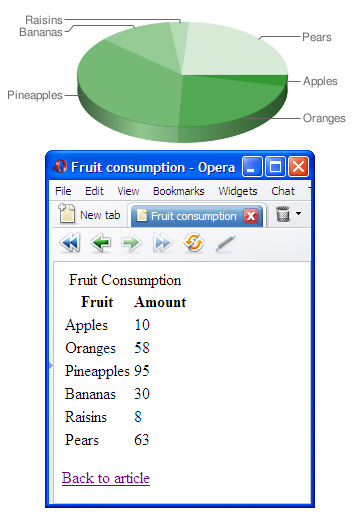 Raisins
Bananas
Pears
Apples
Pineapples
Oranges
Fruit consumption - Opera
File Edit View Bookmarks Widgets Chat
New tab Fruit consumption
Fruit Consumption
Fruit Amount
Apples 10
Oranges 58
Pineapples 95
Bananas 30
Raisins 8
Pears 63
Back to article